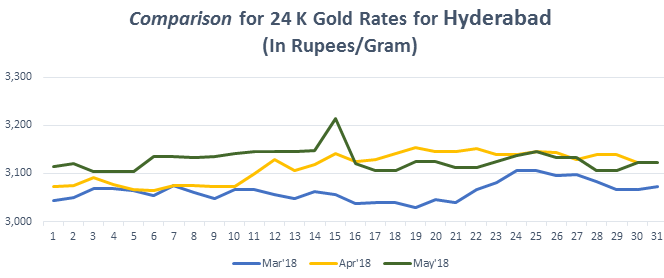 Comparison for 24 K Gold Rates for Hyderabad
(In Rupees/Gram)
3,300
3,200
3,100
3,000
1 2 3 4 5 6 7 8 9 10 11 12 13 14 15 16 17 18 19 20 21 22 23 24 25 26 27 28 29 30 31
Mar'18 Apr'18 May'18